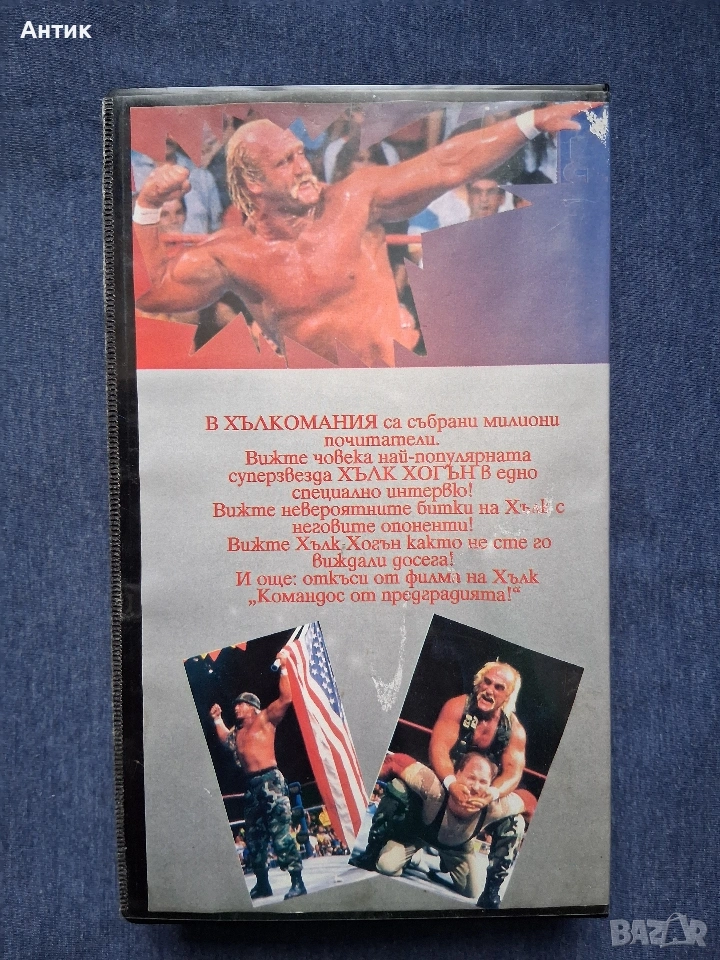 Антик
В ХЪЛКОМАНИЯ са събрани милиони
почитатели.
Вижте човека най-популярната
суперзвезда ХЪЛК ХОГЪН в едно
специално интервю!
Вижте невероятните битки на Хълк с
неговите опоненти!
Вижте Хълк Хогън както не сте го
виждали досега!
И още: откъси от филма на Хълк
„Командос от предградията!“
BAZAR